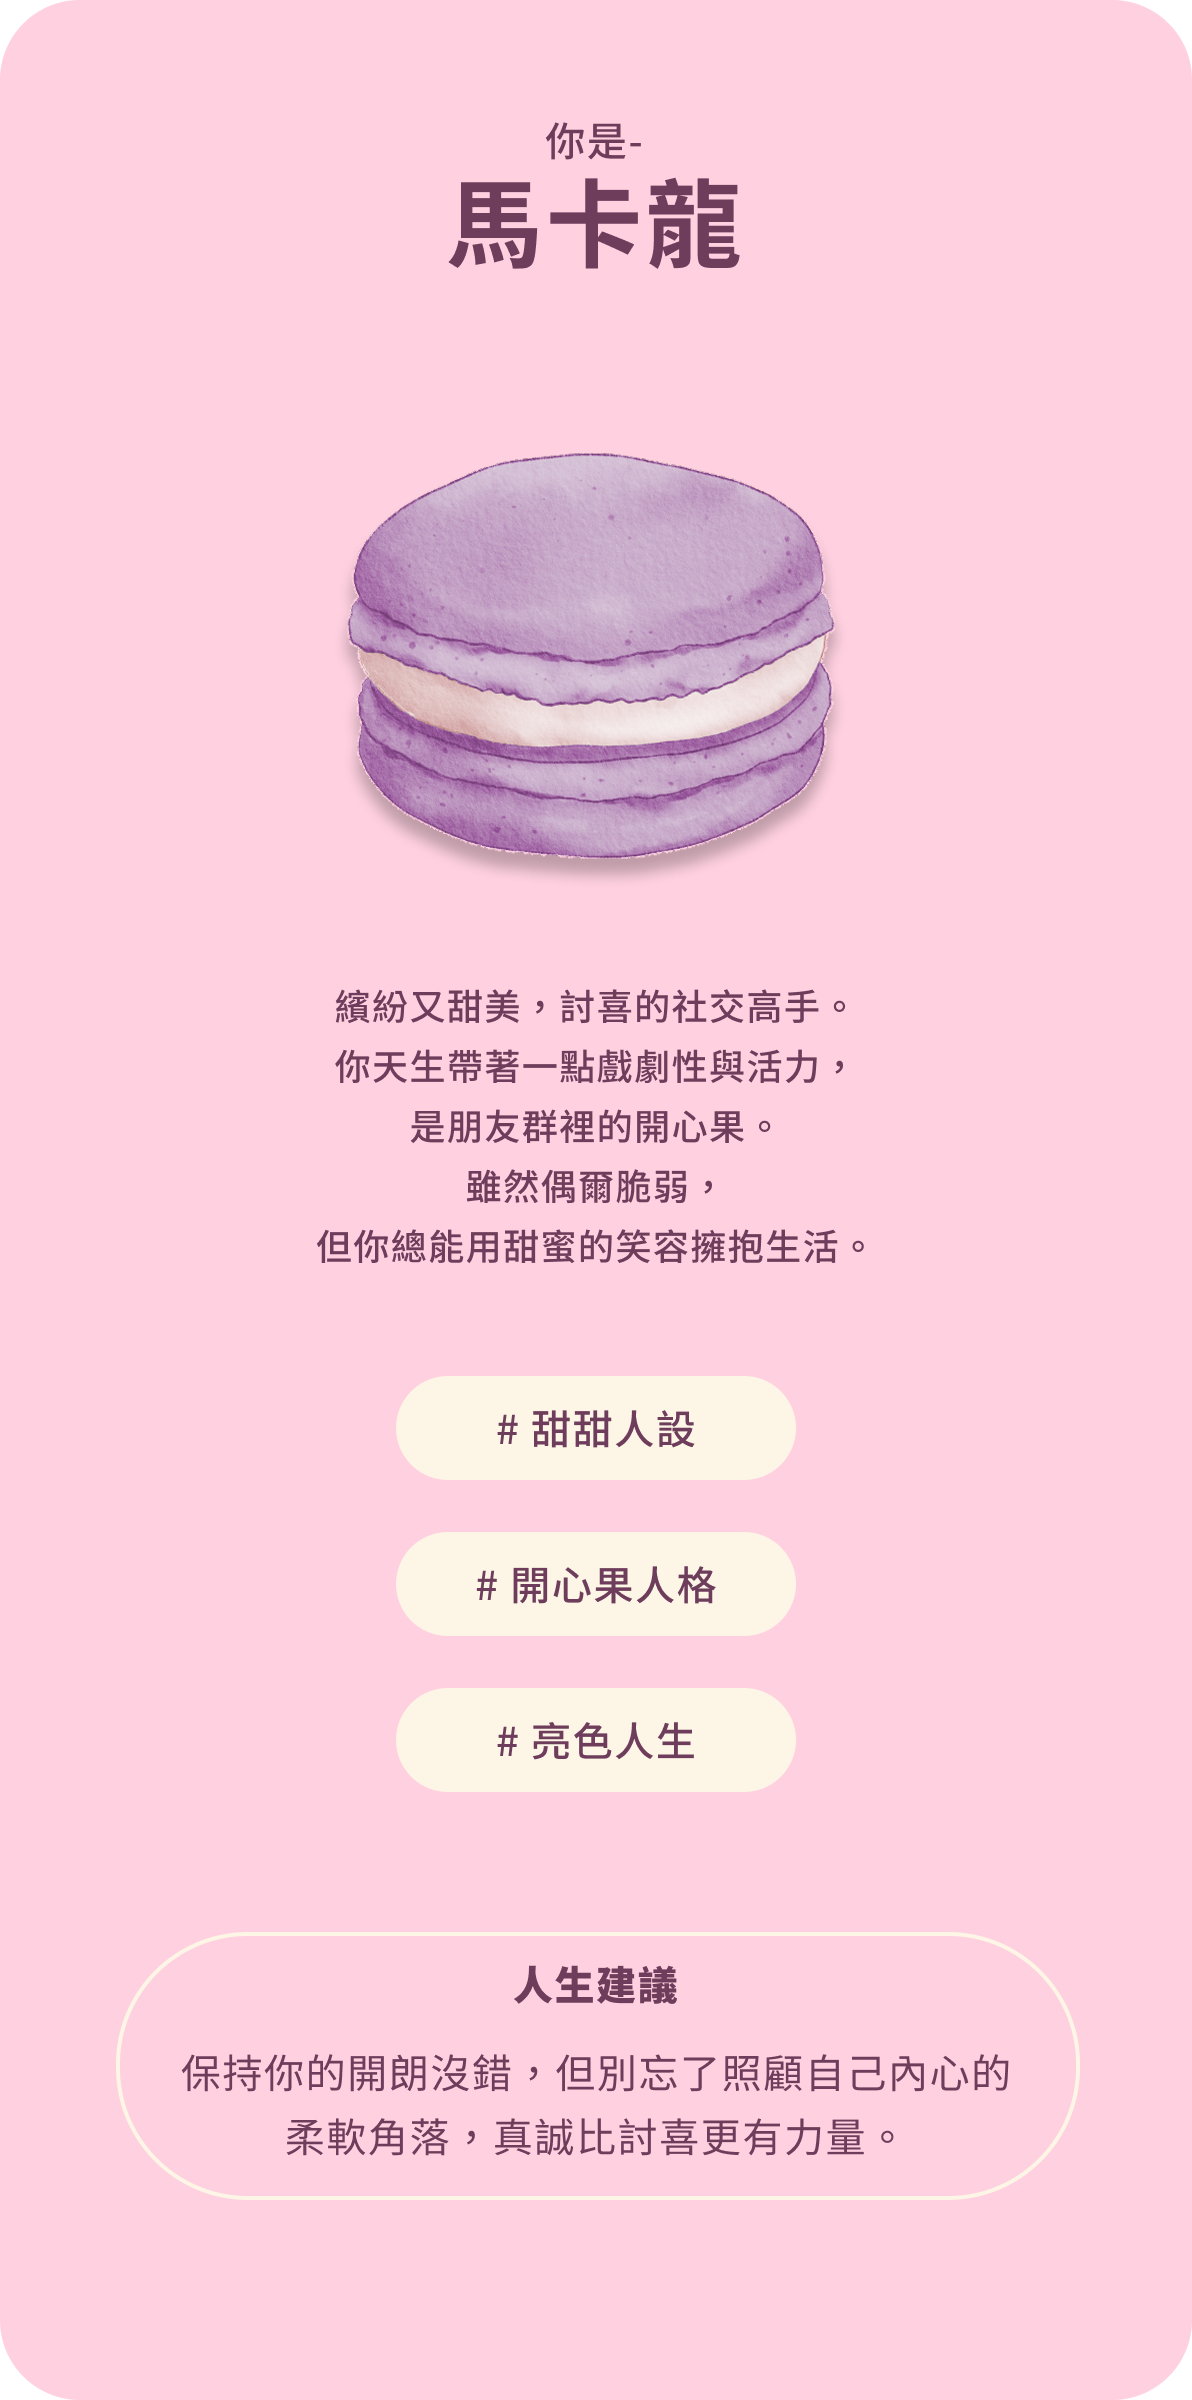 你是-
馬卡龍
繽紛又甜美，討喜的社交高手。
你天生帶著一點戲劇性與活力，
是朋友群裡的開心果。
雖然偶爾脆弱，
但你總能用甜蜜的笑容擁抱生活。
# 甜甜人設
# 開心果人格
# 亮色人生
人生建議
保持你的開朗沒錯，但別忘了照顧自己內心的
柔軟角落，真誠比討喜更有力量。